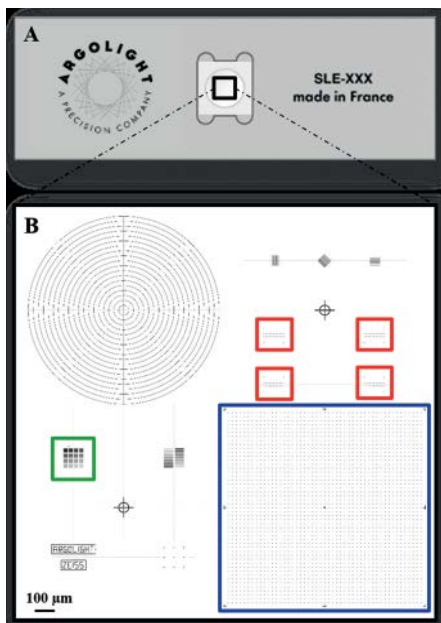 A
ARGOLIGHT
A PRECISION COMPANY
SLE-XXX
made in France
B
ARGOLIGHT
ZEISS
100 μm